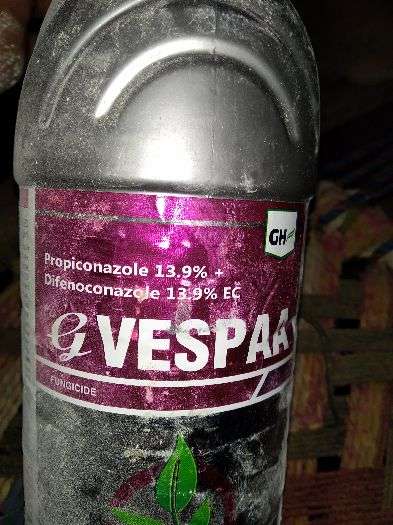 GH
Propiconazole 13.9% +
Difenoconazole 13.9% EC
G VESPAA
FUNGICIDE